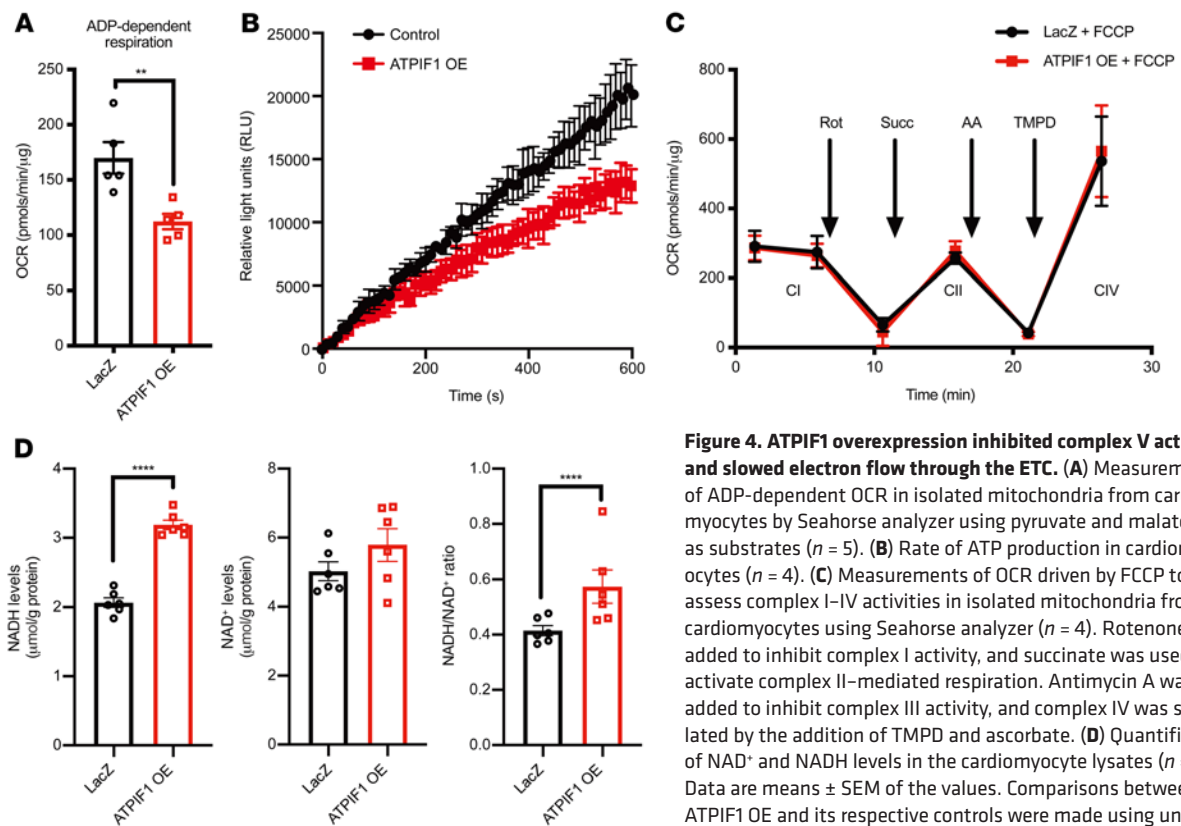 A
ADP-dependent
respiration
**
OCR (pmols/min/µg)
250
200
150
100
50
0
LacZ
ATPIF1 OE
B
Control
ATPIF1 OE
Relative light units (RLU)
25000
20000
15000
10000
5000
0
200
400
600
Time (s)
C
LacZ + FCCP
ATPIF1 OE + FCCP
OCR (pmols/min/µg)
800
600
400
200
0
Rot
Succ
AA
TMPD
CI
CII
CIV
0
10
20
30
Time (min)
D
NADH levels
(µmol/g protein)
4
3
2
1
0
****
LacZ
ATPIF1 OE
NAD⁺ levels
(µmol/g protein)
8
6
4
2
0
LacZ
ATPIF1 OE
NADH/NAD⁺ ratio
1.0
0.8
0.6
0.4
0.2
0.0
****
LacZ
ATPIF1 OE
Figure 4. ATPIF1 overexpression inhibited complex V act
and slowed electron flow through the ETC. (A) Measurem
of ADP-dependent OCR in isolated mitochondria from car
myocytes by Seahorse analyzer using pyruvate and malat
as substrates (n = 5). (B) Rate of ATP production in cardion
ocytes (n = 4). (C) Measurements of OCR driven by FCCP to
assess complex I–IV activities in isolated mitochondria fro
cardiomyocytes using Seahorse analyzer (n = 4). Rotenone
added to inhibit complex I activity, and succinate was used
activate complex II–mediated respiration. Antimycin A wa
added to inhibit complex III activity, and complex IV was s
lated by the addition of TMPD and ascorbate. (D) Quantifi
of NAD⁺ and NADH levels in the cardiomyocyte lysates (n
Data are means ± SEM of the values. Comparisons betwee
ATPIF1 OE and its respective controls were made using un